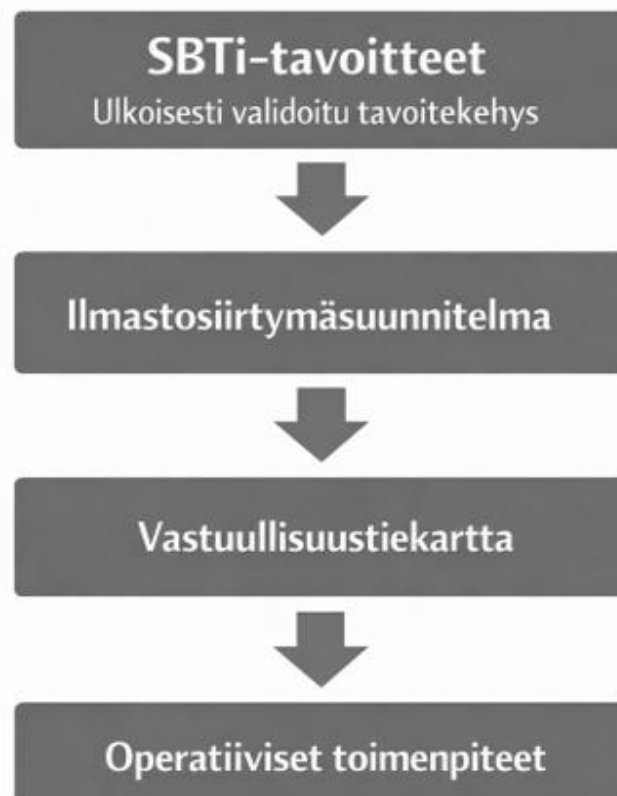 SBTi-tavoitteet
Ulkoisesti validoitu tavoitekehys
Ilmastosiirtymäsuunnitelma
Vastuullisuustiekartta
Operatiiviset toimenpiteet